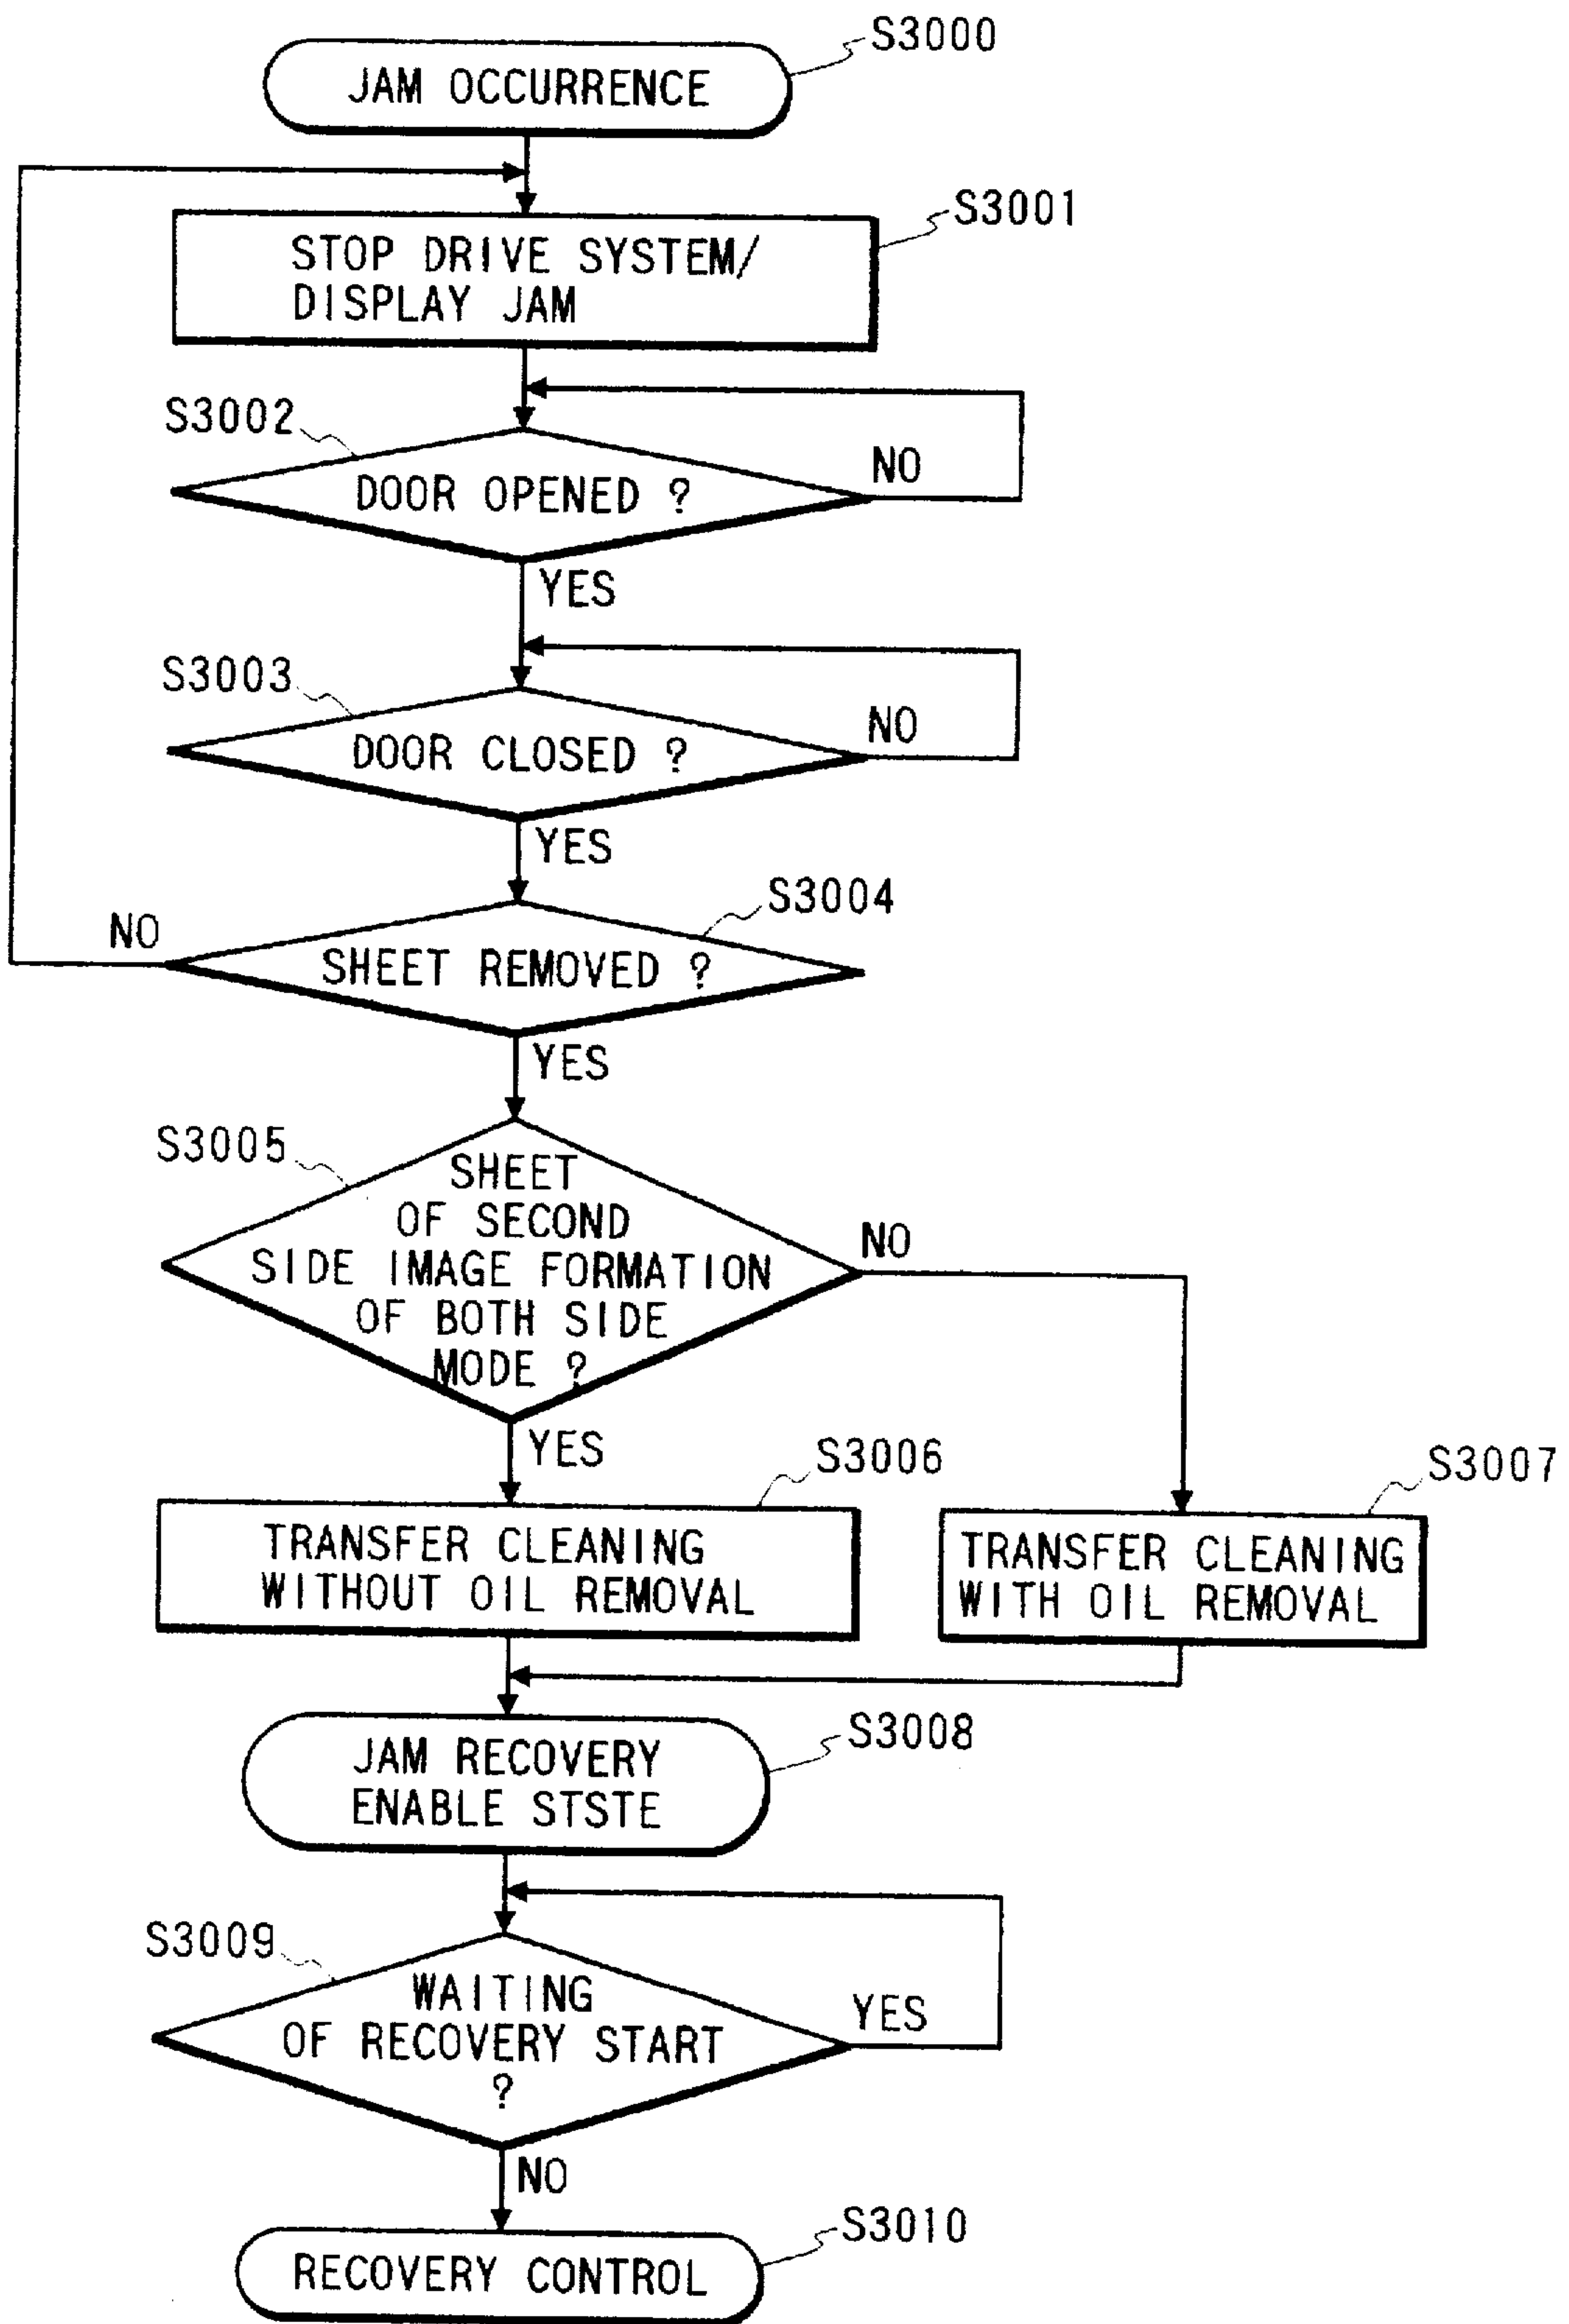 S3000
JAM OCCURRENCE
S3001
STOP DRIVE SYSTEM/
DISPLAY JAM
S3002
DOOR OPENED ?
NO
YES
S3003
DOOR CLOSED ?
NO
YES
S3004
NO
SHEET REMOVED ?
YES
S3005
SHEET
OF SECOND
SIDE IMAGE FORMATION
OF BOTH SIDE
MODE ?
NO
YES
S3006
TRANSFER CLEANING
WITHOUT OIL REMOVAL
S3007
TRANSFER CLEANING
WITH OIL REMOVAL
S3008
JAM RECOVERY
ENABLE STSTE
S3009
WAITING
OF RECOVERY START
?
YES
NO
S3010
RECOVERY CONTROL